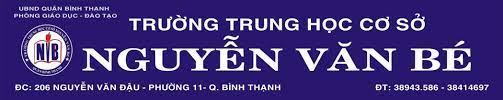 UBND QUẬN BÌNH THẠNH
PHÒNG GIÁO DỤC - ĐÀO TẠO
TRƯỜNG TRUNG HỌC CƠ SỞ
NVB
NGUYỄN VĂN BÉ
ĐC: 206 NGUYỄN VĂN ĐẬU - PHƯỜNG 11- Q. BÌNH THẠNH
ĐT: 38943.586 - 38414697